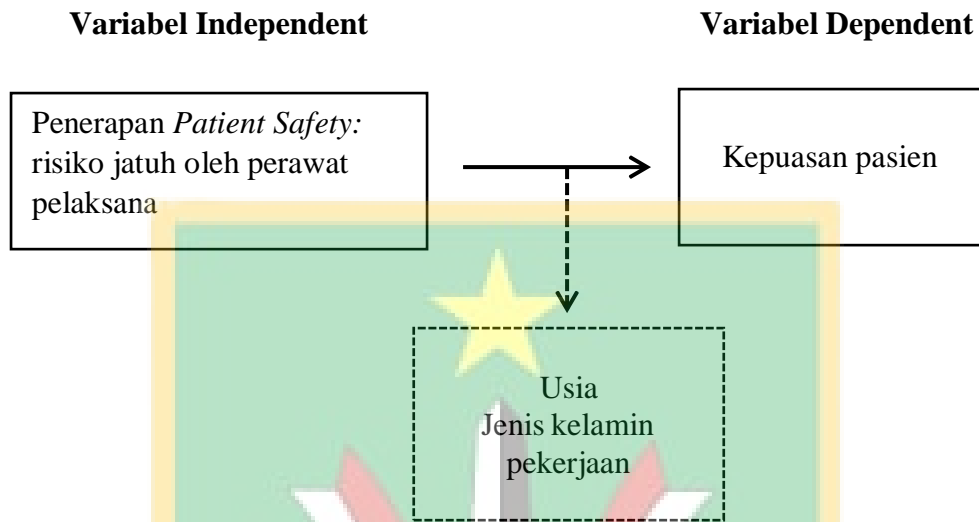 Variabel Independent
Variabel Dependent
Penerapan Patient Safety:
risiko jatuh oleh perawat
pelaksana
Kepuasan pasien
Usia
Jenis kelamin
pekerjaan